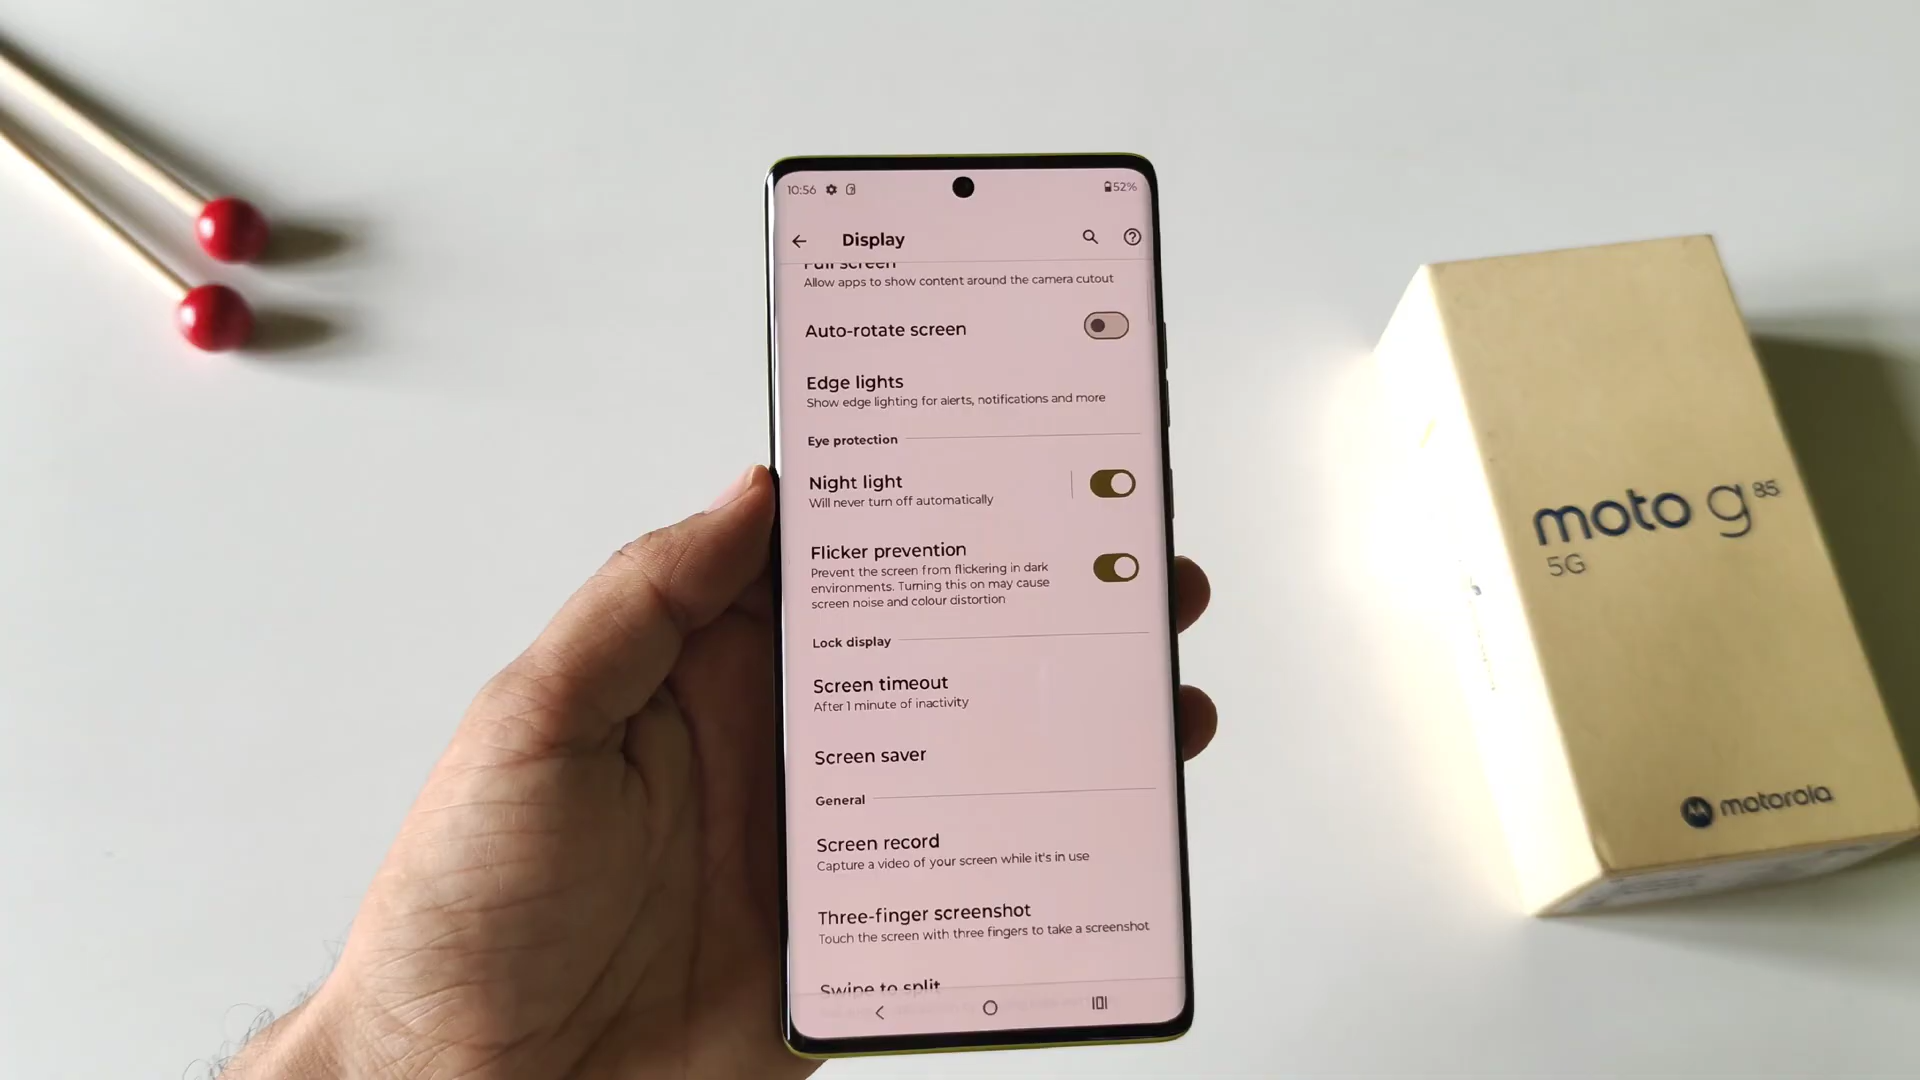 10:56
52%
Display
Full screen
Allow apps to show content around the camera cutout
Auto-rotate screen
Edge lights
Show edge lighting for alerts, notifications and more
Eye protection
Night light
Will never turn off automatically
Flicker prevention
Prevent the screen from flickering in dark
environments. Turning this on may cause
screen noise and colour distortion
Lock display
Screen timeout
After 1 minute of inactivity
Screen saver
General
Screen record
Capture a video of your screen while it's in use
Three-finger screenshot
Touch the screen with three fingers to take a screenshot
Swipe to split
moto g85
5G
motorola